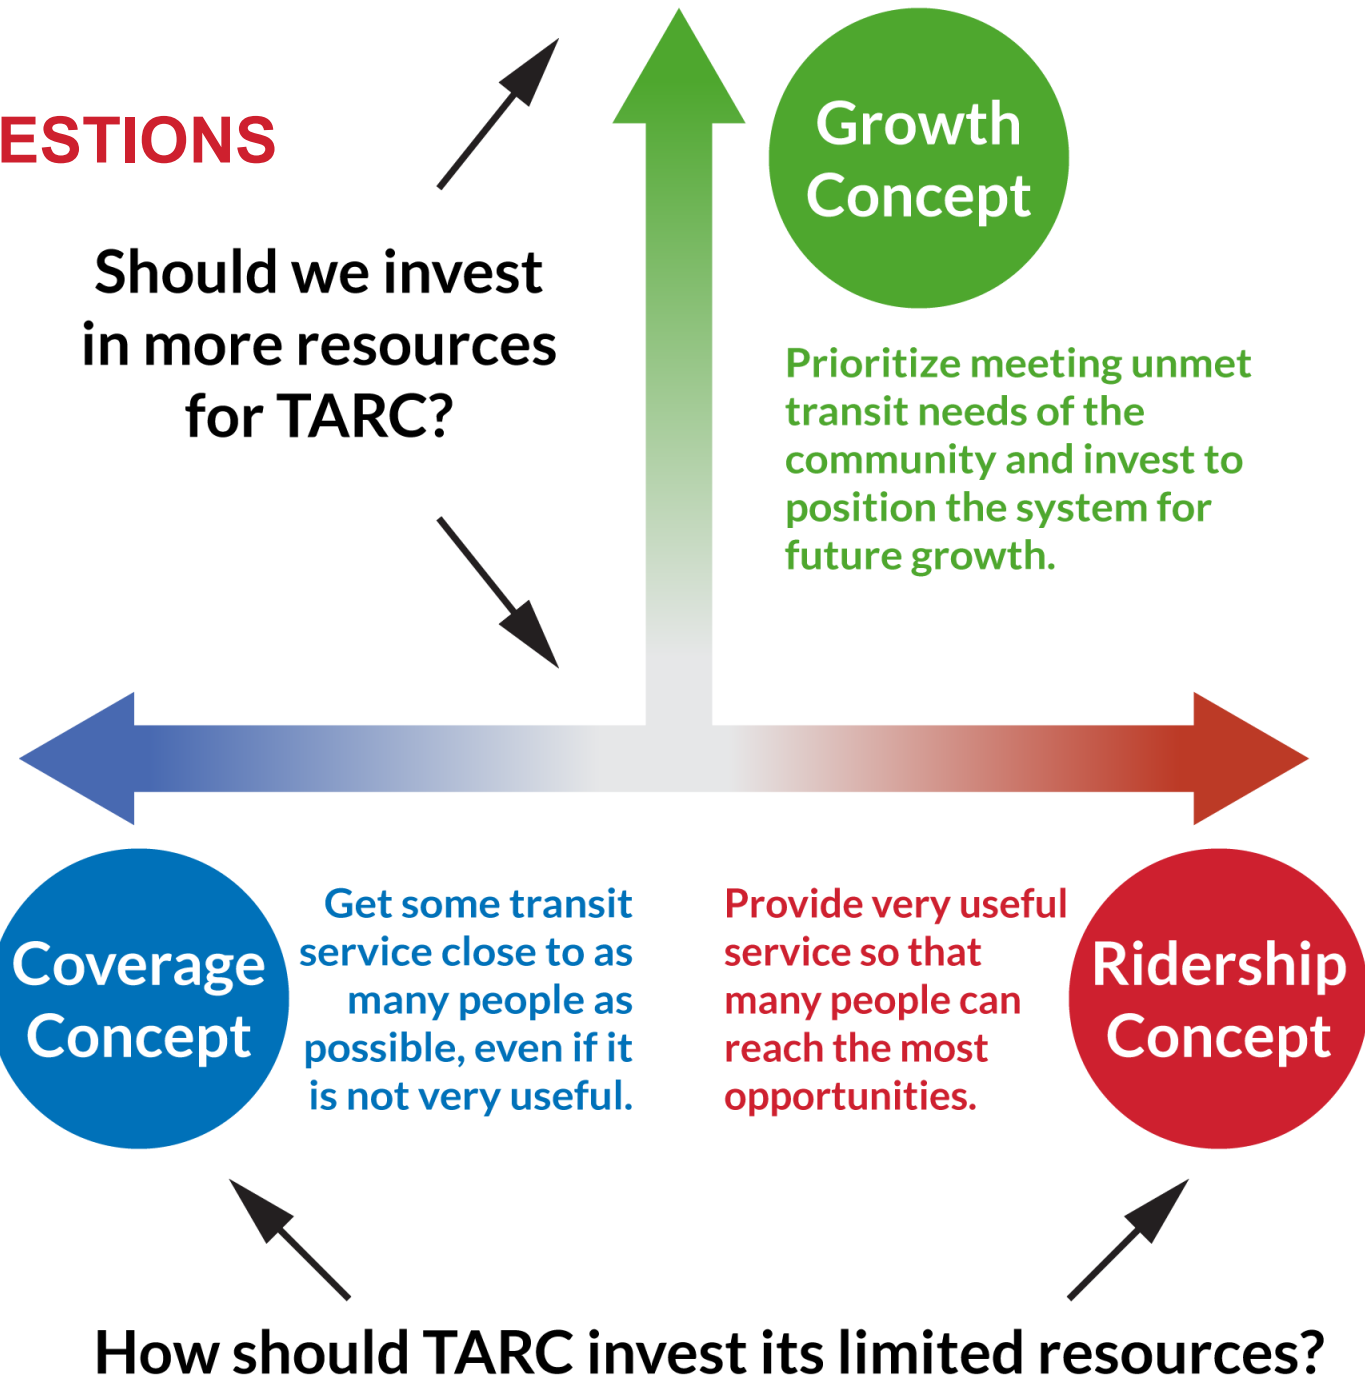 ESTIONS
Should we invest
in more resources
for TARC?
Growth
Concept
Prioritize meeting unmet
transit needs of the
community and invest to
position the system for
future growth.
Coverage
Concept
Get some transit
service close to as
many people as
possible, even if it
is not very useful.
Provide very useful
service so that
many people can
reach the most
opportunities.
Ridership
Concept
How should TARC invest its limited resources?